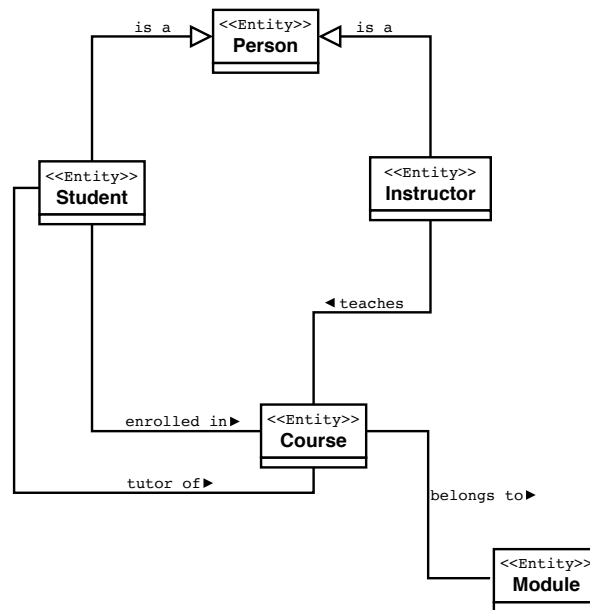 <<Entity>>
Person
is a
is a
<<Entity>>
Student
<<Entity>>
Instructor
◄ teaches
<<Entity>>
Course
enrolled in►
tutor of►
belongs to►
<<Entity>>
Module